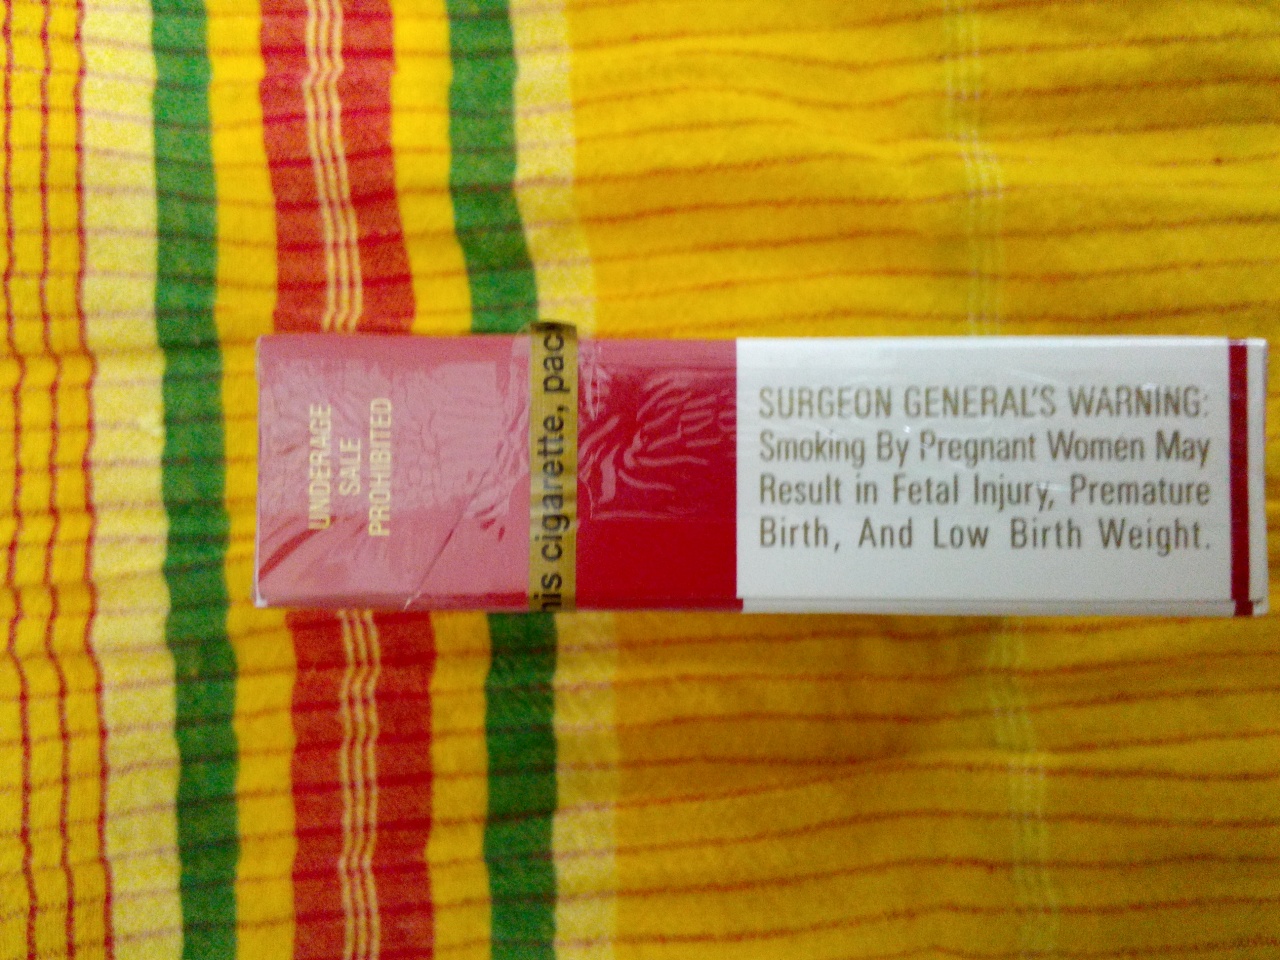 UNDERAGE
SALE
PROHIBITED
his cigarette, pac
SURGEON GENERAL'S WARNING:
Smoking By Pregnant Women May
Result in Fetal Injury, Premature
Birth, And Low Birth Weight.